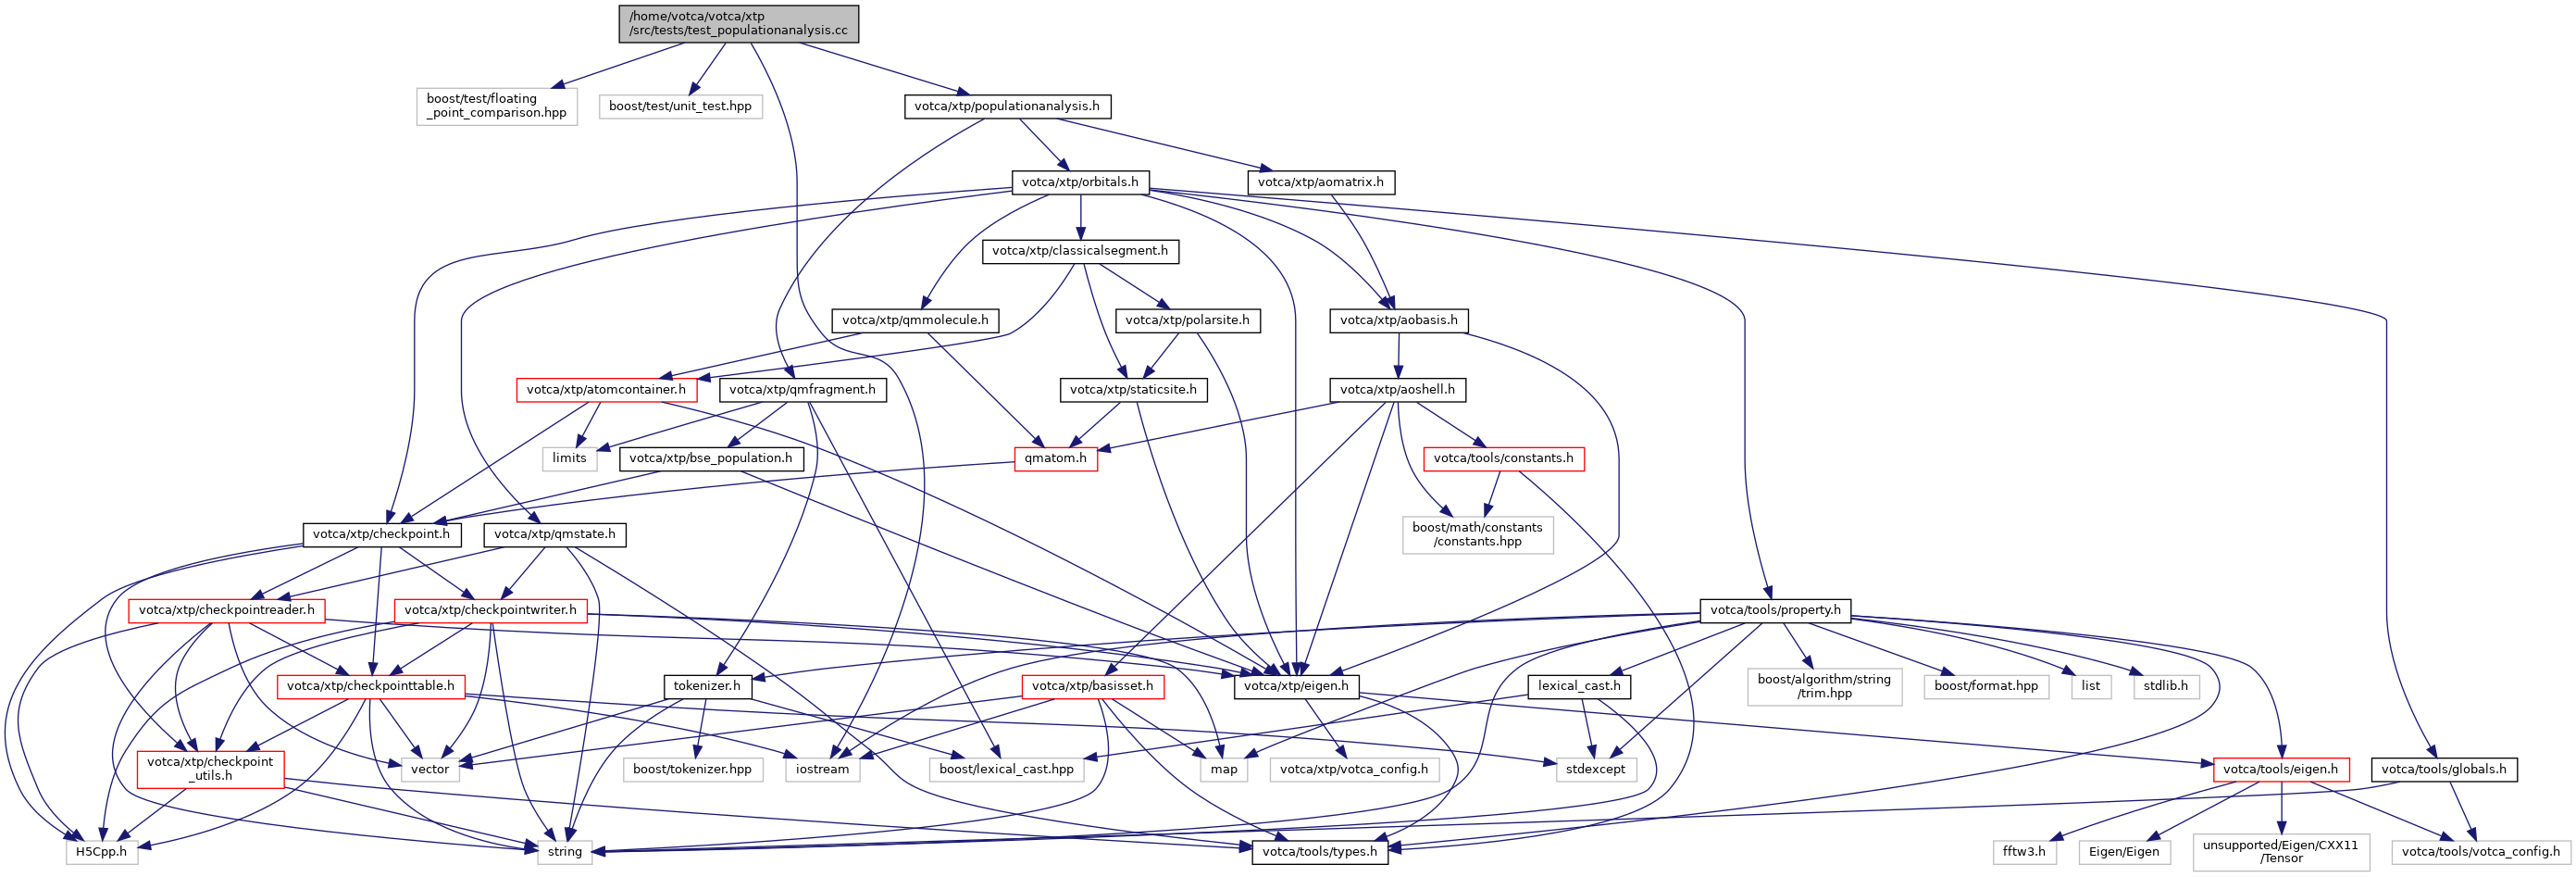 /home/votca/votca/xtp
/src/tests/test_populationanalysis.cc
boost/test/floating
_point_comparison.hpp
boost/test/unit_test.hpp
votca/xtp/populationanalysis.h
votca/xtp/orbitals.h
votca/xtp/aomatrix.h
votca/xtp/classicalsegment.h
votca/xtp/qmmolecule.h
votca/xtp/polarsite.h
votca/xtp/aobasis.h
votca/xtp/atomcontainer.h
votca/xtp/qmfragment.h
votca/xtp/staticsite.h
votca/xtp/aoshell.h
limits
votca/xtp/bse_population.h
qmatom.h
votca/tools/constants.h
votca/xtp/checkpoint.h
votca/xtp/qmstate.h
boost/math/constants
/constants.hpp
votca/xtp/checkpointreader.h
votca/xtp/checkpointwriter.h
votca/tools/property.h
votca/xtp/checkpointtable.h
tokenizer.h
votca/xtp/basisset.h
votca/xtp/eigen.h
lexical_cast.h
boost/algorithm/string
/trim.hpp
boost/format.hpp
list
stdlib.h
votca/xtp/checkpoint
_utils.h
vector
boost/tokenizer.hpp
iostream
boost/lexical_cast.hpp
map
votca/xtp/votca_config.h
stdexcept
votca/tools/eigen.h
votca/tools/globals.h
H5Cpp.h
string
votca/tools/types.h
fftw3.h
Eigen/Eigen
unsupported/Eigen/CXX11
/Tensor
votca/tools/votca_config.h